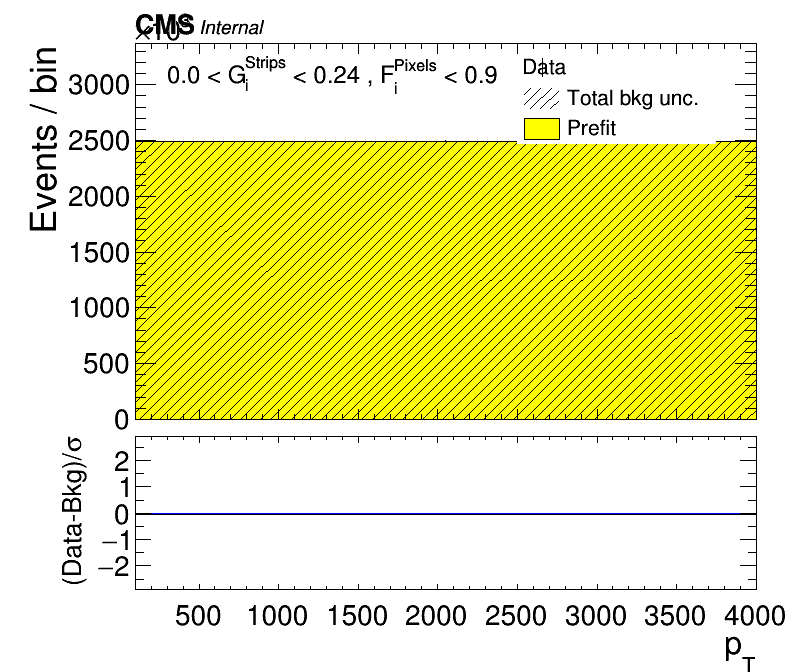 CMS Internal
×10³
Events / bin
0.0 < G_i^Strips < 0.24 , F_i^Pixels < 0.9
Data
Total bkg unc.
Prefit
3000
2500
2000
1500
1000
500
0
(Data-Bkg)/σ
2
1
0
−1
−2
500 1000 1500 2000 2500 3000 3500 4000
p_T